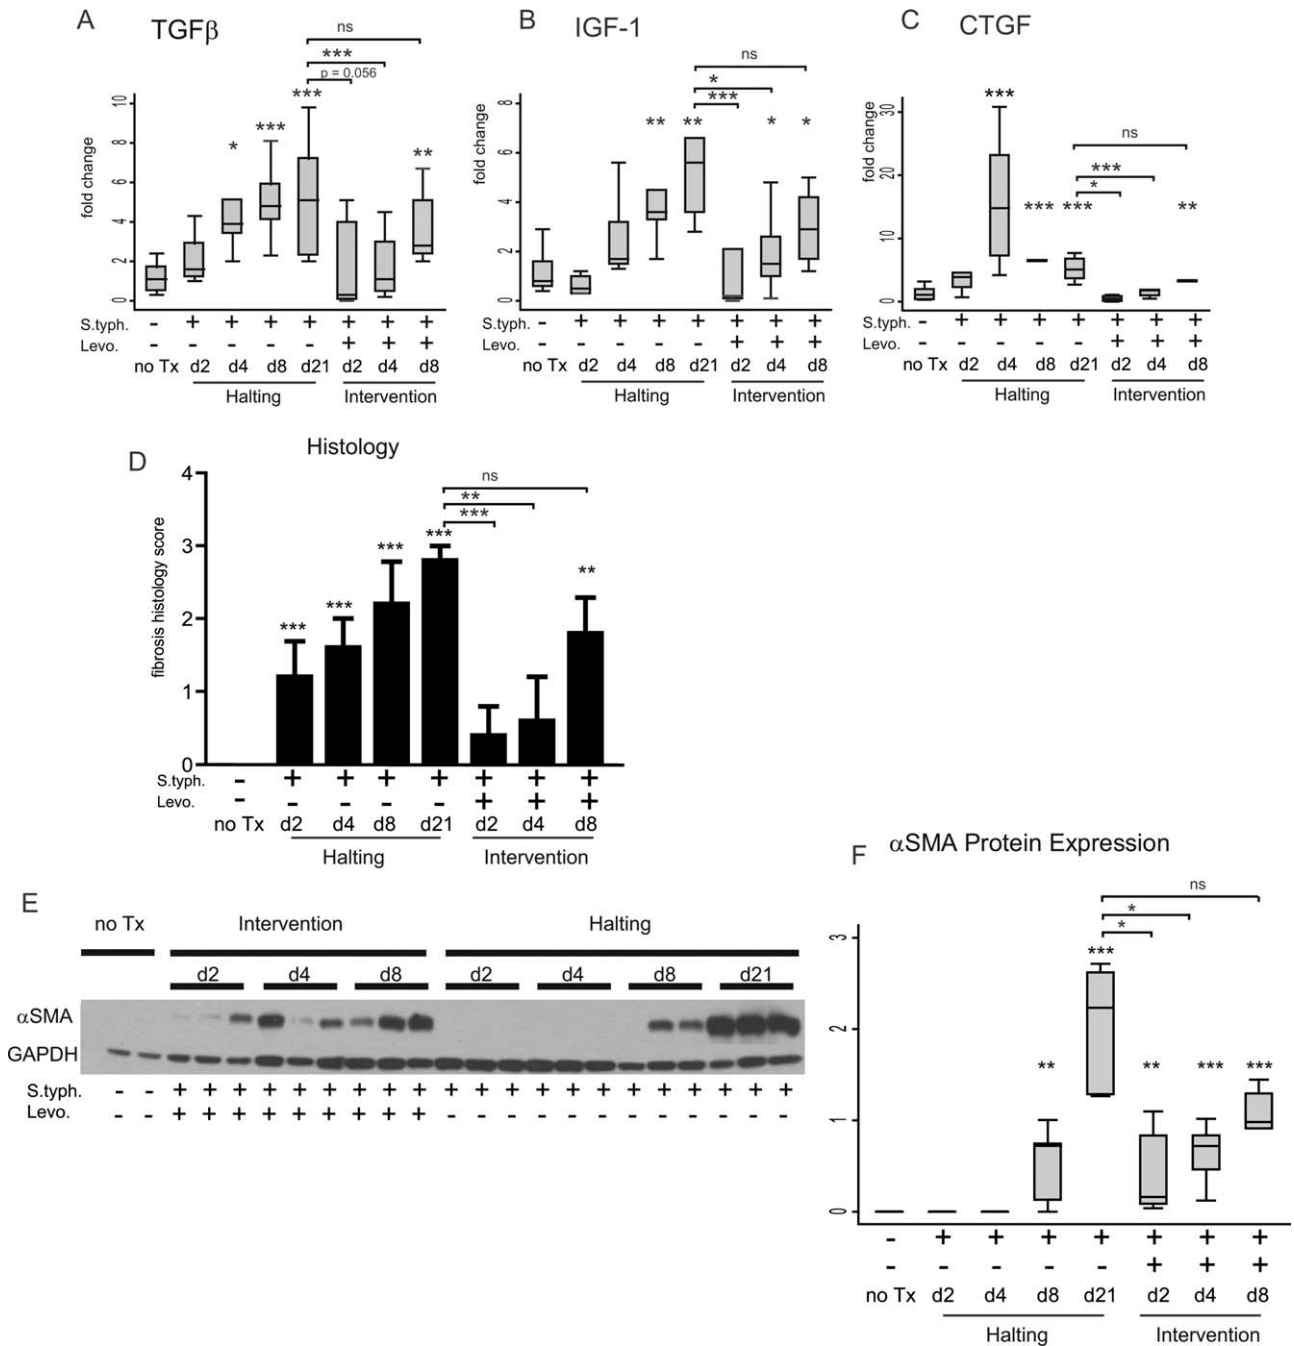 A TGFβ
ns
***
p = 0.056
***
***
*
**
fold change
10
8
6
4
2
0
S.typh. - + + + + + + +
Levo. - - - - - + + +
no Tx d2 d4 d8 d21 d2 d4 d8
Halting Intervention
B IGF-1
ns
*
***
** ** * *
fold change
8
6
4
2
0
S.typh. - + + + + + + +
Levo. - - - - - + + +
no Tx d2 d4 d8 d21 d2 d4 d8
Halting Intervention
C CTGF
***
ns
***
*
*** *** **
fold change
30
20
10
0
S.typh. - + + + + + + +
Levo. - - - - - + + +
no Tx d2 d4 d8 d21 d2 d4 d8
Halting Intervention
D Histology
ns
**
***
***
***
***
***
**
fibrosis histology score
4
3
2
1
0
S.typh. - + + + + + + +
Levo. - - - - - + + +
no Tx d2 d4 d8 d21 d2 d4 d8
Halting Intervention
E
no Tx Intervention Halting
d2 d4 d8 d2 d4 d8 d21
αSMA
GAPDH
S.typh. - - + + + + + + + + + + + + + + + + + + + + +
Levo. - - + + + + + + + + + - - - - - - - - - - - -
F αSMA Protein Expression
ns
*
*
***
** ** *** ***
3
2
1
0
- + + + + + + +
- - - - - + + +
no Tx d2 d4 d8 d21 d2 d4 d8
Halting Intervention